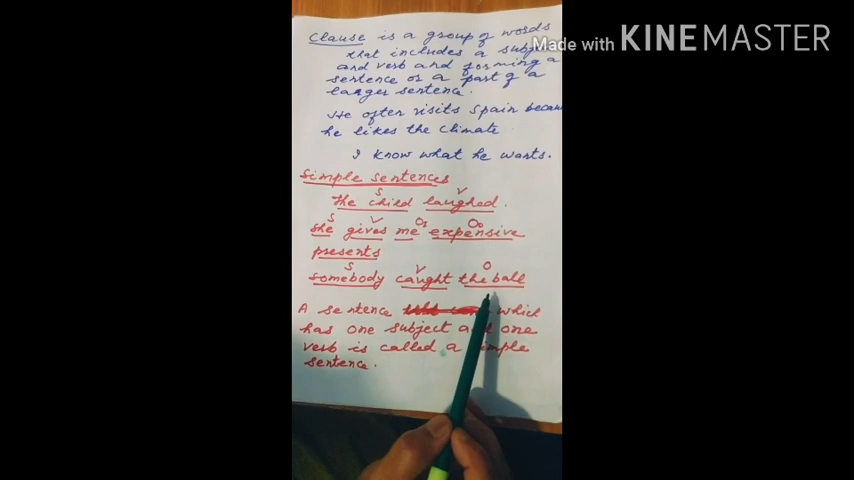 Clause is a group of words
that includes a
and verb and forming a
sentence or a part of a
larger sentence.
Made with KINEMASTER
He often visits Spain
he likes the climate
I know what he wants.
Simple sentences
S V
the child laughed.
S V
she gives me expensive
presents
S V O
somebody caught the ball
A sentence which
has one subject and one
verb is called a simple
sentence.